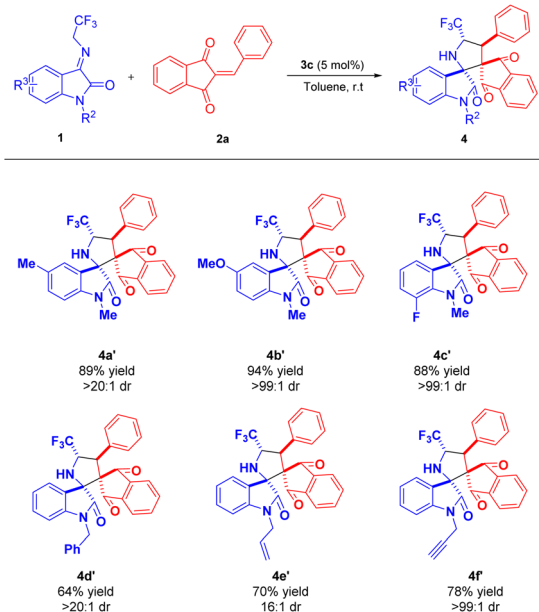 CF3
N
R3
O
N
R2
1
+
O
O
2a
3c (5 mol%)
Toluene, r.t
F3C
HN
O
R3
O
O
N
R2
4
F3C
HN
O
Me
O
O
N
Me
4a'
89% yield
>20:1 dr
F3C
HN
O
MeO
O
O
N
Me
4b'
94% yield
>99:1 dr
F3C
HN
O
O
O
N
F
Me
4c'
88% yield
>99:1 dr
F3C
HN
O
O
O
N
Ph
4d'
64% yield
>20:1 dr
F3C
HN
O
O
O
N
4e'
70% yield
16:1 dr
F3C
HN
O
O
O
N
4f'
78% yield
>99:1 dr